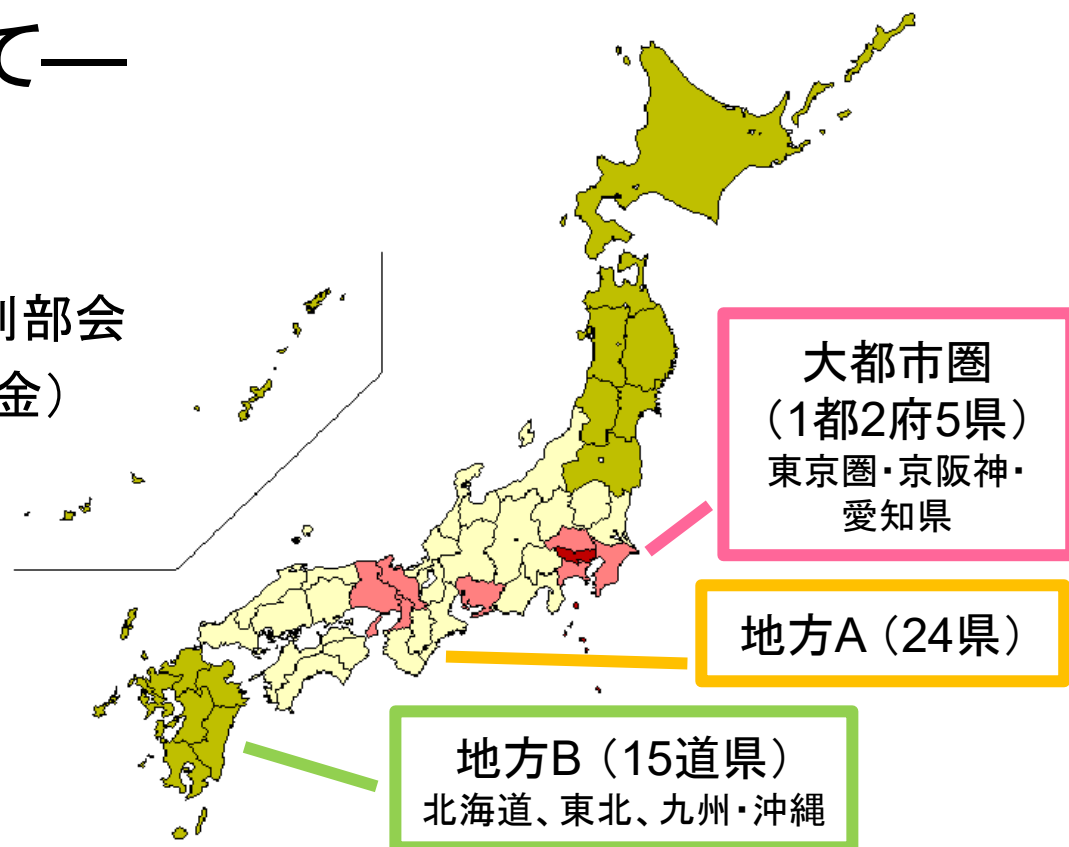 て―
別部会
金）
大都市圏
（1都2府5県）
東京圏・京阪神・
愛知県
地方A（24県）
地方B（15道県）
北海道、東北、九州・沖縄